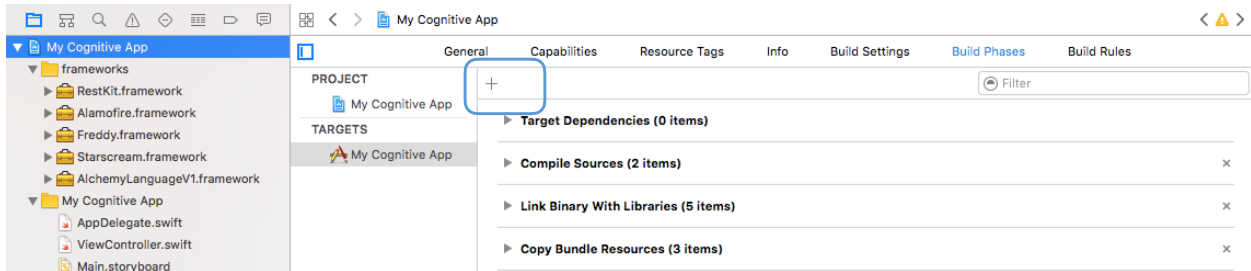 My Cognitive App
My Cognitive App
frameworks
RestKit.framework
Alamofire.framework
Freddy.framework
Starscream.framework
AlchemyLanguageV1.framework
My Cognitive App
AppDelegate.swift
ViewController.swift
Main.storyboard
General Capabilities Resource Tags Info Build Settings Build Phases Build Rules
PROJECT
My Cognitive App
TARGETS
My Cognitive App
+
Filter
Target Dependencies (0 items)
Compile Sources (2 items)
Link Binary With Libraries (5 items)
Copy Bundle Resources (3 items)